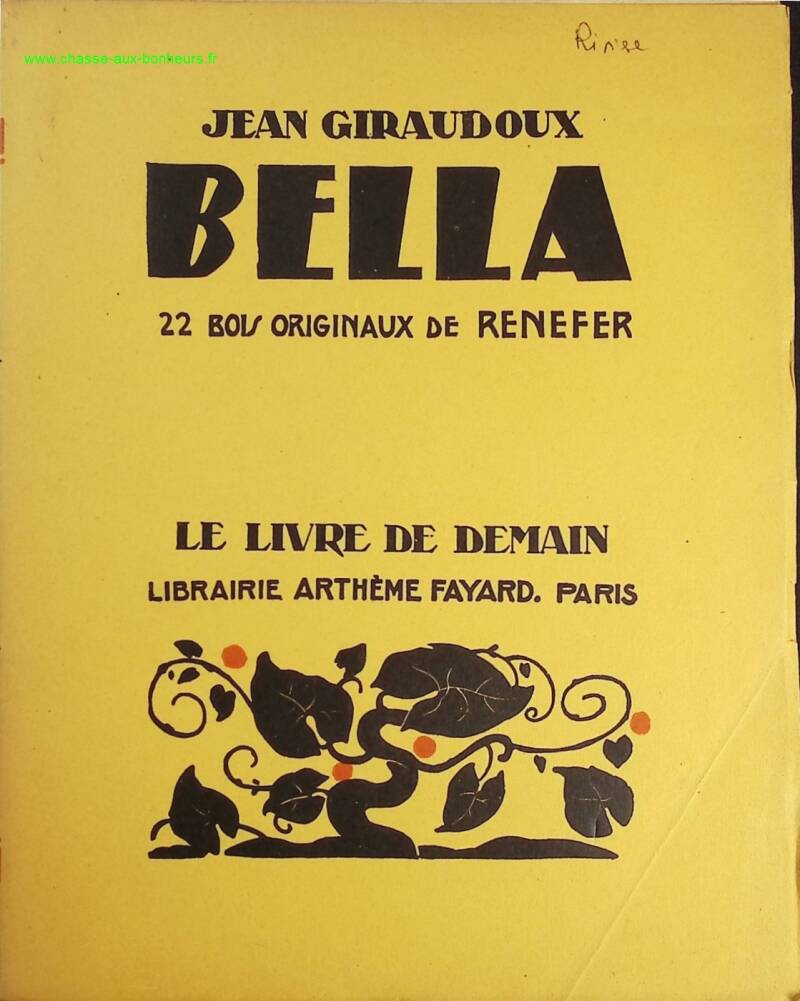 www.chasse-aux-bonheurs.fr
JEAN GIRAUDOUX
BELLA
22 BOIS ORIGINAUX DE RENEFER
LE LIVRE DE DEMAIN
LIBRAIRIE ARTHÈME FAYARD. PARIS